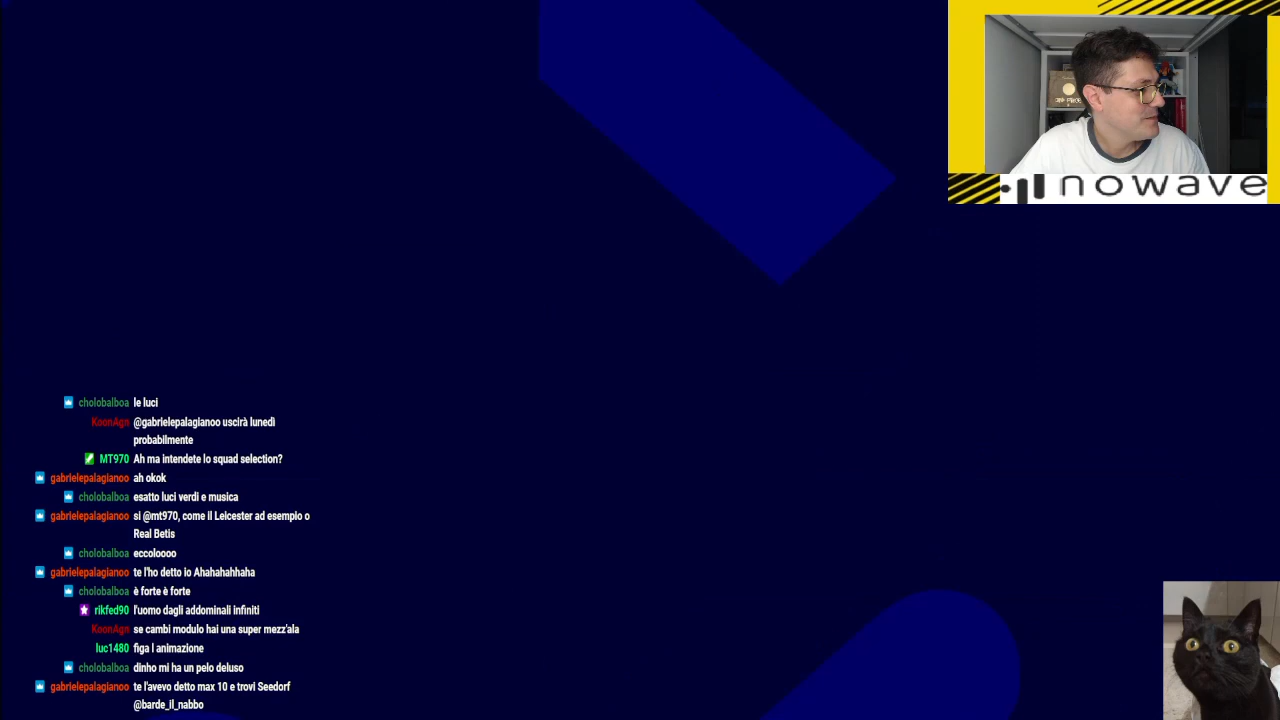 nowave
cholobalboa le luci
KoonAgn @gabrielepalagianoo uscirà lunedì
probabilmente
MT970 Ah ma intendete lo squad selection?
gabrielepalagianoo ah okok
cholobalboa esatto luci verdi e musica
gabrielepalagianoo si @mt970, come il Leicester ad esempio o
Real Betis
cholobalboa eccoloooo
gabrielepalagianoo te l'ho detto io Ahahahahhaha
cholobalboa è forte è forte
rikfed90 l'uomo dagli addominali infiniti
KoonAgn se cambi modulo hai una super mezz'ala
luc1480 figa l animazione
cholobalboa dinho mi ha un pelo deluso
gabrielepalagianoo te l'avevo detto max 10 e trovi Seedorf
@barde_il_nabbo